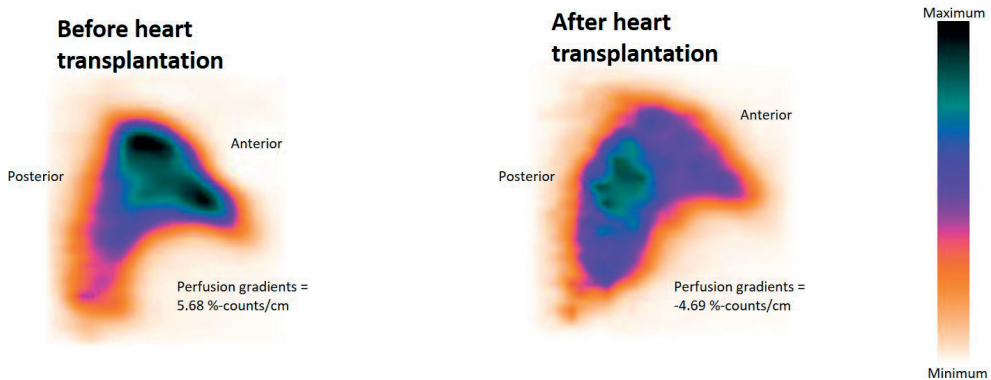 Before heart
transplantation
Anterior
Posterior
Perfusion gradients =
5.68 %-counts/cm
After heart
transplantation
Anterior
Posterior
Perfusion gradients =
-4.69 %-counts/cm
Maximum
Minimum